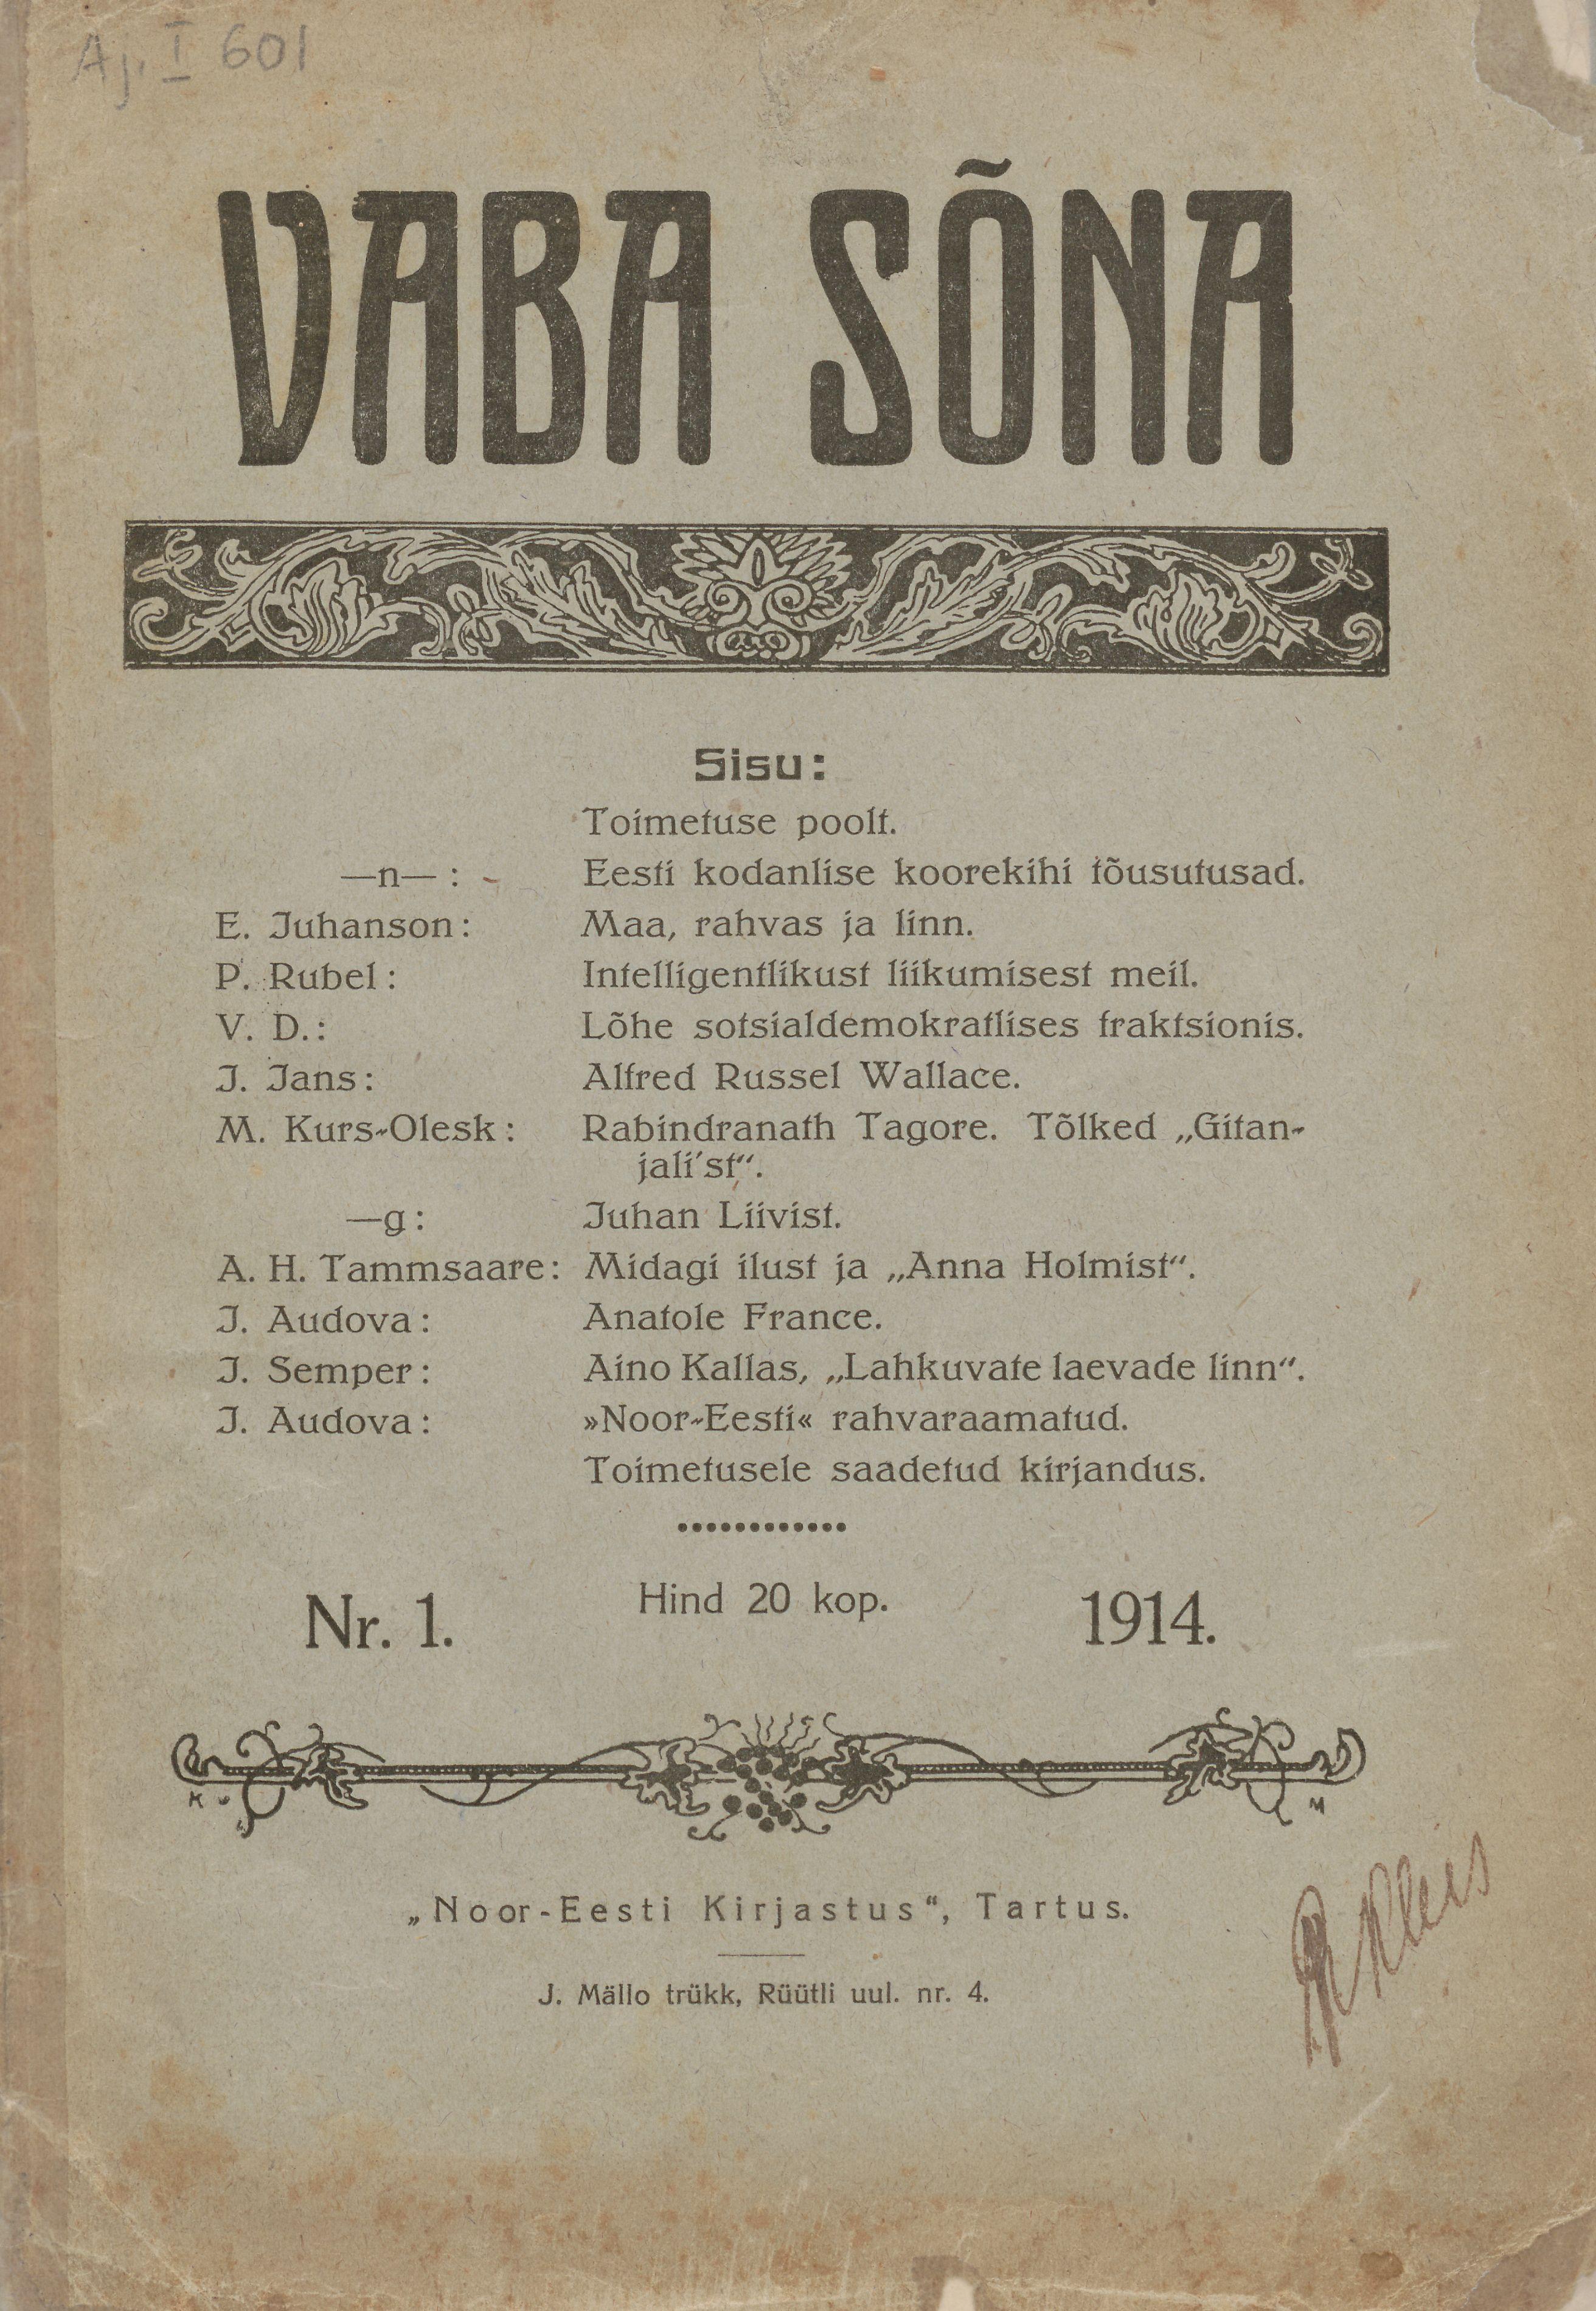 Aj. I 601
VABA SÕNA
Sisu:
Toimetuse poolt.
—n— : Eesti kodanlise koorekihi tõusutusad.
E. Juhanson: Maa, rahvas ja linn.
P. Rubel: Intelligentlikust liikumisest meil.
V. D.: Lõhe sotsialdemokratlises fraktsionis.
J. Jans: Alfred Russel Wallace.
M. Kurs-Olesk: Rabindranath Tagore. Tõlked „Gitan-
jali'st“.
—g: Juhan Liivist.
A. H. Tammsaare: Midagi ilust ja „Anna Holmist“.
J. Audova: Anatole France.
J. Semper: Aino Kallas, „Lahkuvate laevade linn“.
J. Audova: »Noor-Eesti« rahvaraamatud.
Toimetusele saadetud kirjandus.
Nr. 1. Hind 20 kop. 1914.
K M
„Noor-Eesti Kirjastus“, Tartus.
J. Mällo trükk, Rüütli uul. nr. 4.
R Kleis